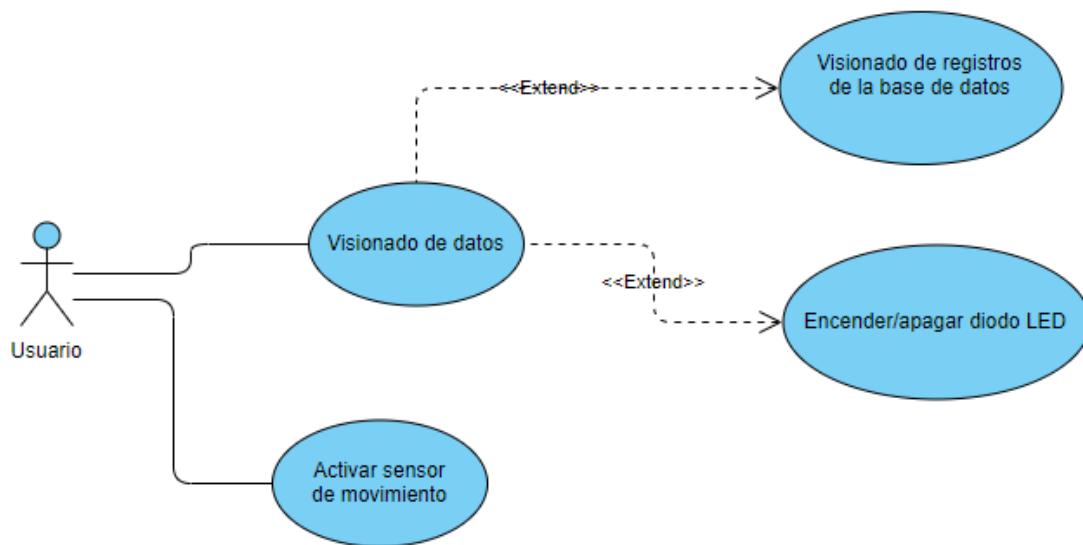 Visionado de registros
de la base de datos
<<Extend>>
Visionado de datos
<<Extend>>
Encender/apagar diodo LED
Usuario
Activar sensor
de movimiento